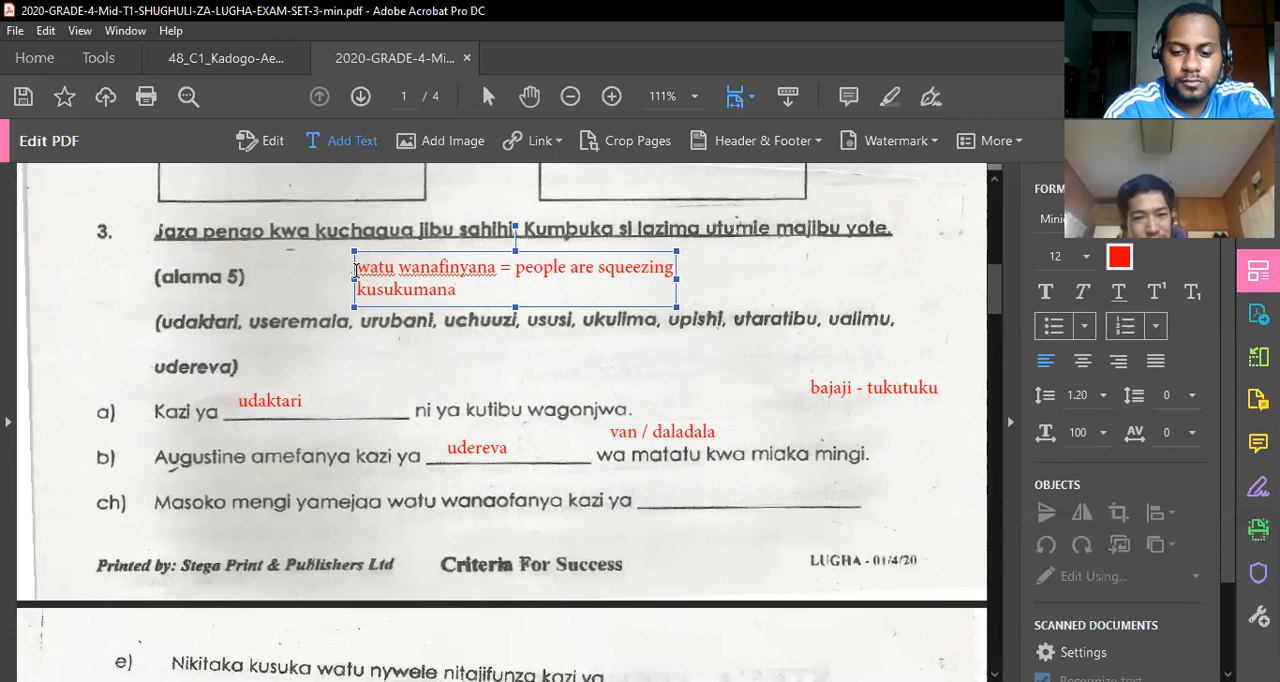 2020-GRADE-4-Mid-T1-SHUGHULI-ZA-LUGHA-EXAM-SET-3-min.pdf - Adobe Acrobat Pro DC
File Edit View Window Help
Home Tools 48_C1_Kadogo-Ae... 2020-GRADE-4-Mi... ×
1 / 4 111%
Edit PDF Edit Add Text Add Image Link Crop Pages Header & Footer Watermark More
3. Jaza pengo kwa kuchagua jibu sahihi. Kumbuka si lazima utumie majibu yote.
(alama 5)
watu wanafinyana = people are squeezing
kusukumana
(udaktari, useremala, urubani, uchuuzi, ususi, ukulima, upishi, utaratibu, ualimu,
udereva)
bajaji - tukutuku
a) Kazi ya udaktari ni ya kutibu wagonjwa.
van / daladala
b) Augustine amefanya kazi ya udereva wa matatu kwa miaka mingi.
ch) Masoko mengi yamejaa watu wanaofanya kazi ya
Printed by: Stega Print & Publishers Ltd Criteria For Success LUGHA - 01/4/20
e) Nikitaka kusuka watu nywele nitajifunza kazi ya
FORM
Mini
12
T T T T¹ T₁
1.20 0
100 AV 0
OBJECTS
Edit Using...
SCANNED DOCUMENTS
Settings
Recognize text